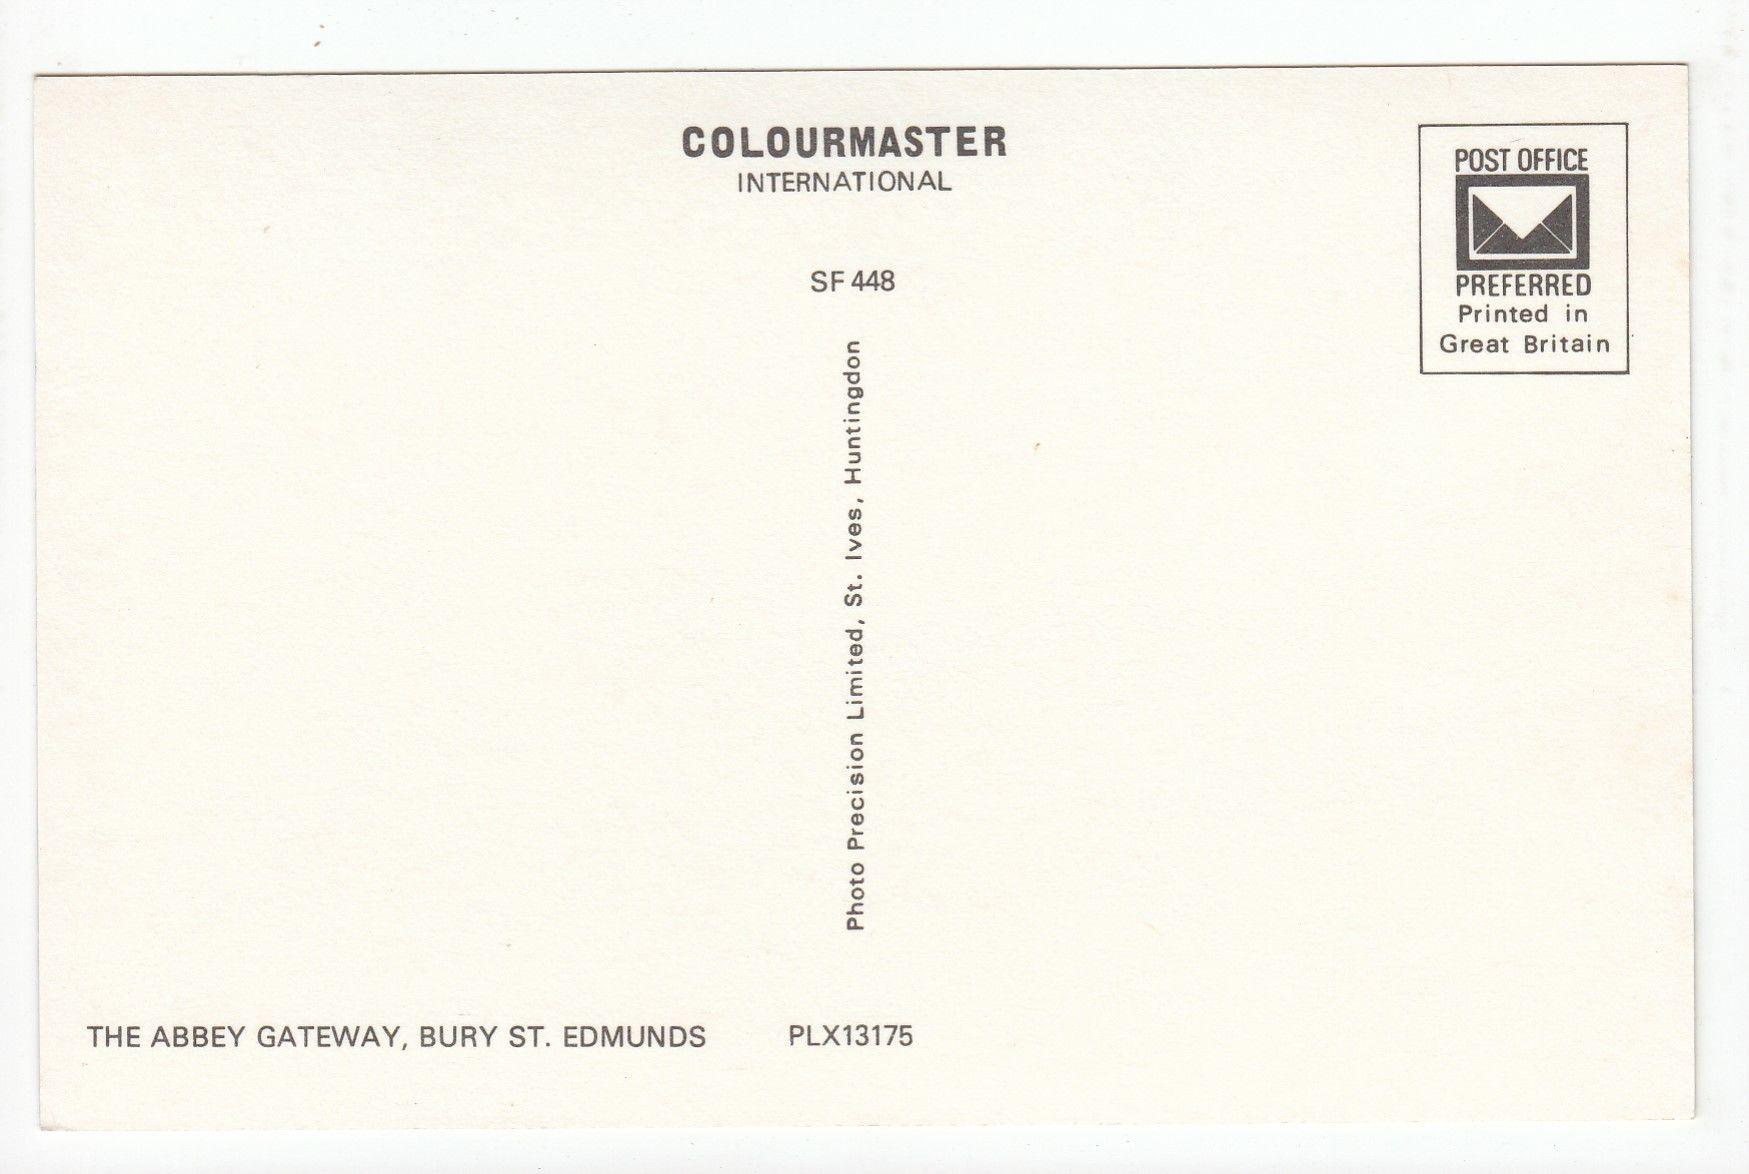 COLOURMASTER
INTERNATIONAL
SF 448
POST OFFICE
PREFERRED
Printed in
Great Britain
Photo Precision Limited, St. Ives, Huntingdon
THE ABBEY GATEWAY, BURY ST. EDMUNDS PLX13175